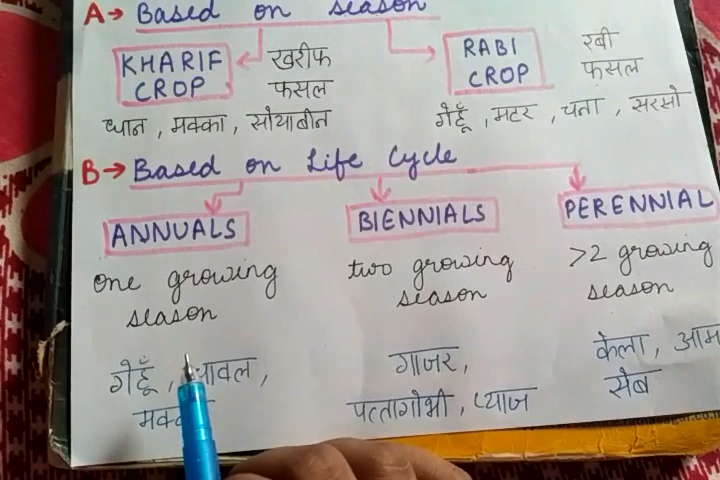 A→ Based on season
KHARIF CROP खरीफ फसल
धान, मक्का, सोयाबीन
RABI CROP रबी फसल
गेहूँ, मटर, चना, सरसो
B→ Based on Life Cycle
ANNUALS
one growing
season
गेहूँ,
BIENNIALS
two growing
season
गाजर,
पत्तागोभी, प्याज
PERENNIAL
>2 growing
season
केला, आम
सेब